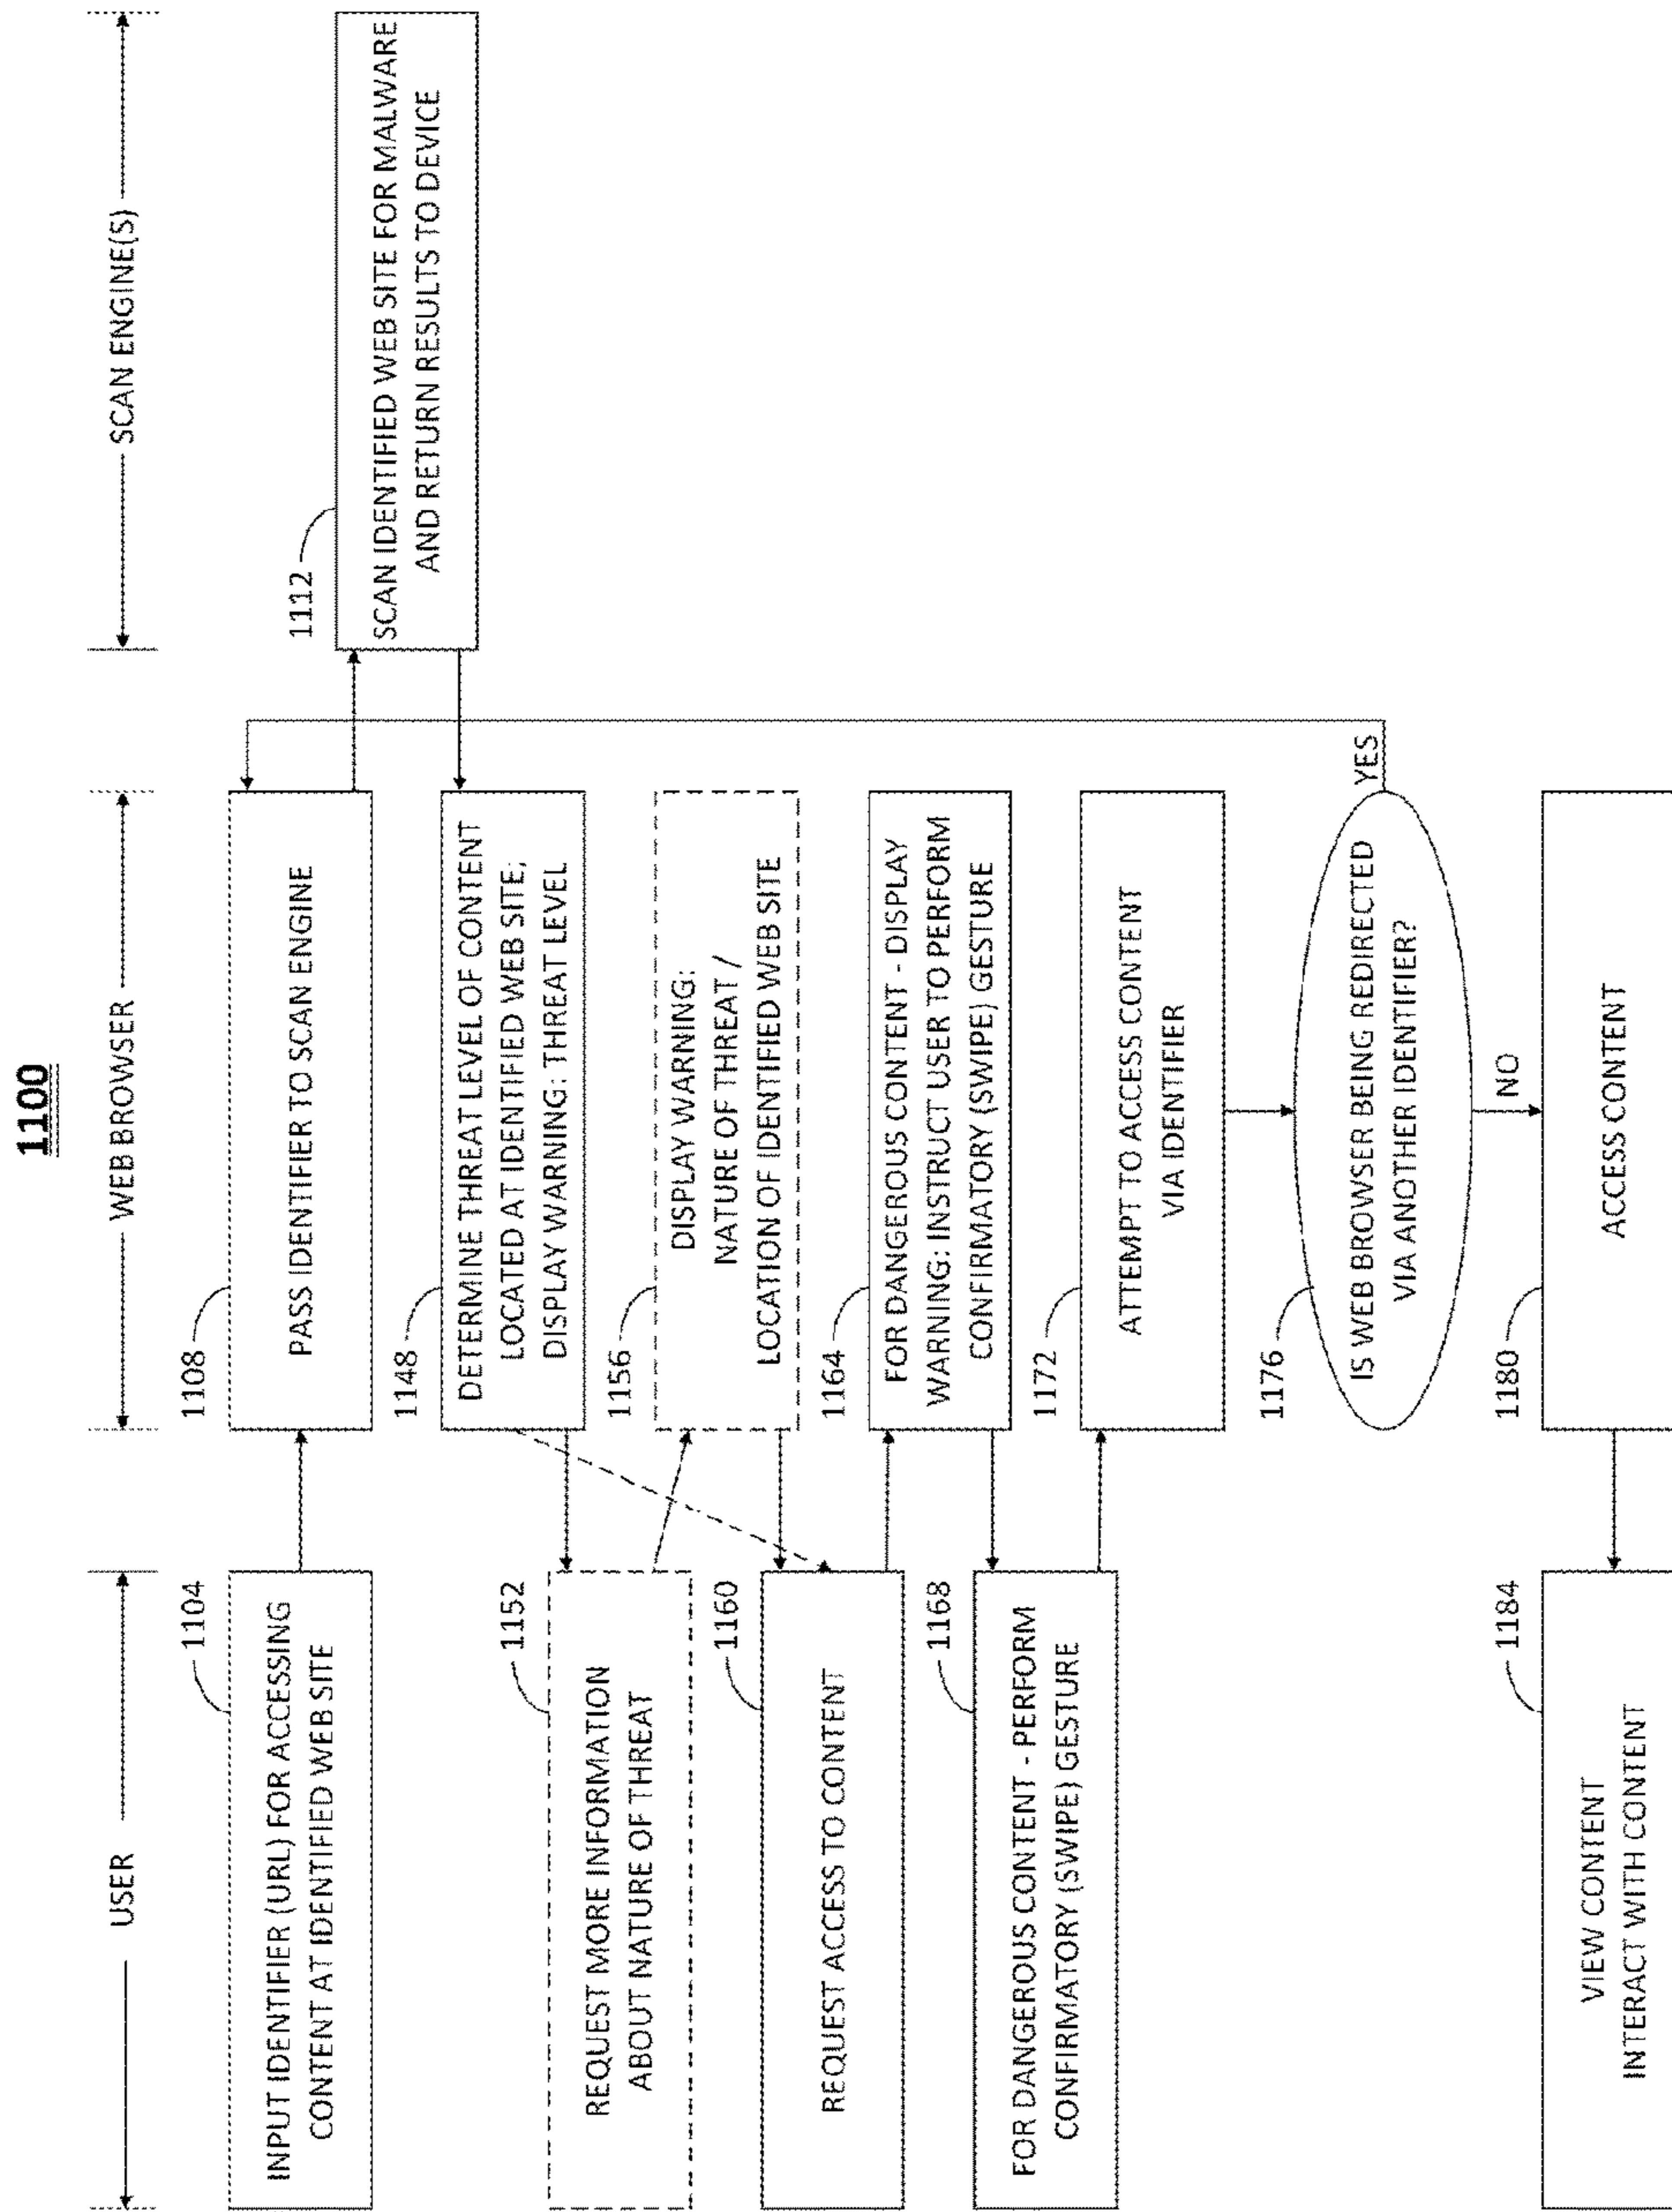 1100
USER
WEB BROWSER
SCAN ENGINE(S)
1104
INPUT IDENTIFIER (URL) FOR ACCESSING
CONTENT AT IDENTIFIED WEB SITE
1108
PASS IDENTIFIER TO SCAN ENGINE
1112
SCAN IDENTIFIED WEB SITE FOR MALWARE
AND RETURN RESULTS TO DEVICE
1148
DETERMINE THREAT LEVEL OF CONTENT
LOCATED AT IDENTIFIED WEB SITE;
DISPLAY WARNING: THREAT LEVEL
1152
REQUEST MORE INFORMATION
ABOUT NATURE OF THREAT
1156
DISPLAY WARNING:
NATURE OF THREAT /
LOCATION OF IDENTIFIED WEB SITE
1160
REQUEST ACCESS TO CONTENT
1164
FOR DANGEROUS CONTENT - DISPLAY
WARNING: INSTRUCT USER TO PERFORM
CONFIRMATORY (SWIPE) GESTURE
1168
FOR DANGEROUS CONTENT - PERFORM
CONFIRMATORY (SWIPE) GESTURE
1172
ATTEMPT TO ACCESS CONTENT
VIA IDENTIFIER
1176
IS WEB BROWSER BEING REDIRECTED
VIA ANOTHER IDENTIFIER?
YES
NO
1180
ACCESS CONTENT
1184
VIEW CONTENT
INTERACT WITH CONTENT